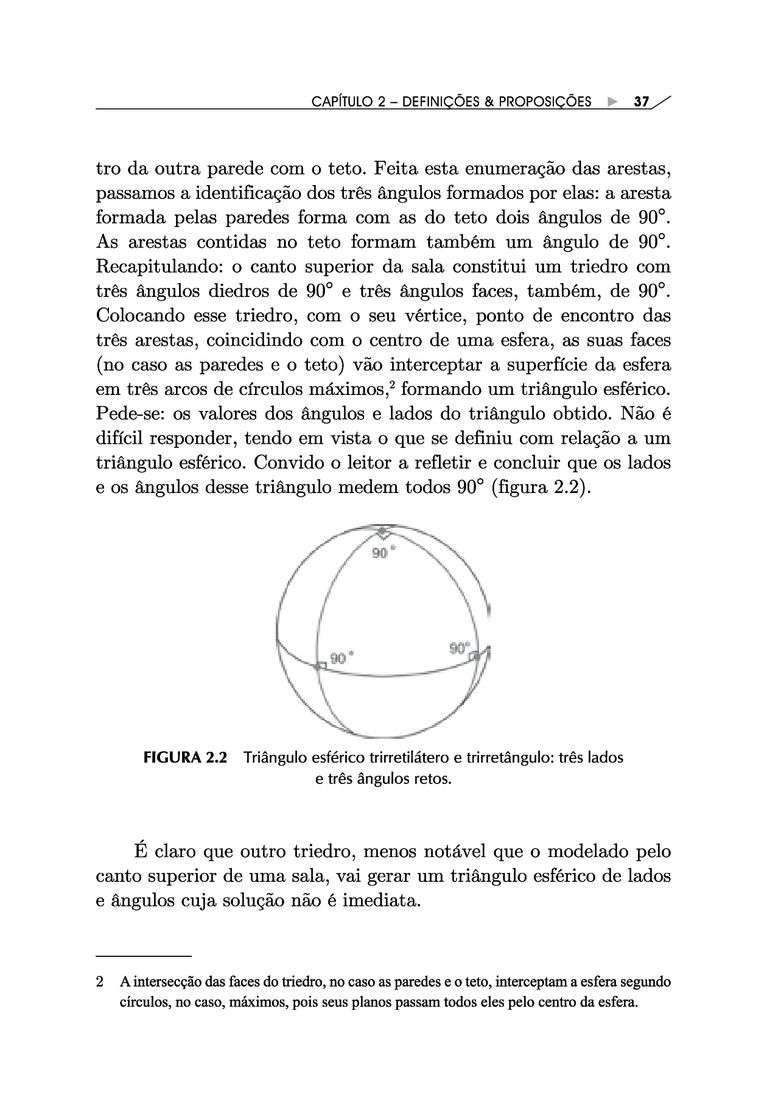 CAPÍTULO 2 – DEFINIÇÕES & PROPOSIÇÕES ▶ 37
tro da outra parede com o teto. Feita esta enumeração das arestas,
passamos a identificação dos três ângulos formados por elas: a aresta
formada pelas paredes forma com as do teto dois ângulos de 90°.
As arestas contidas no teto formam também um ângulo de 90°.
Recapitulando: o canto superior da sala constitui um triedro com
três ângulos diedros de 90° e três ângulos faces, também, de 90°.
Colocando esse triedro, com o seu vértice, ponto de encontro das
três arestas, coincidindo com o centro de uma esfera, as suas faces
(no caso as paredes e o teto) vão interceptar a superfície da esfera
em três arcos de círculos máximos,² formando um triângulo esférico.
Pede-se: os valores dos ângulos e lados do triângulo obtido. Não é
difícil responder, tendo em vista o que se definiu com relação a um
triângulo esférico. Convido o leitor a refletir e concluir que os lados
e os ângulos desse triângulo medem todos 90° (figura 2.2).
90°
90°
90°
FIGURA 2.2 Triângulo esférico trirretilátero e trirretângulo: três lados
e três ângulos retos.
É claro que outro triedro, menos notável que o modelado pelo
canto superior de uma sala, vai gerar um triângulo esférico de lados
e ângulos cuja solução não é imediata.
2 A intersecção das faces do triedro, no caso as paredes e o teto, interceptam a esfera segundo
círculos, no caso, máximos, pois seus planos passam todos eles pelo centro da esfera.